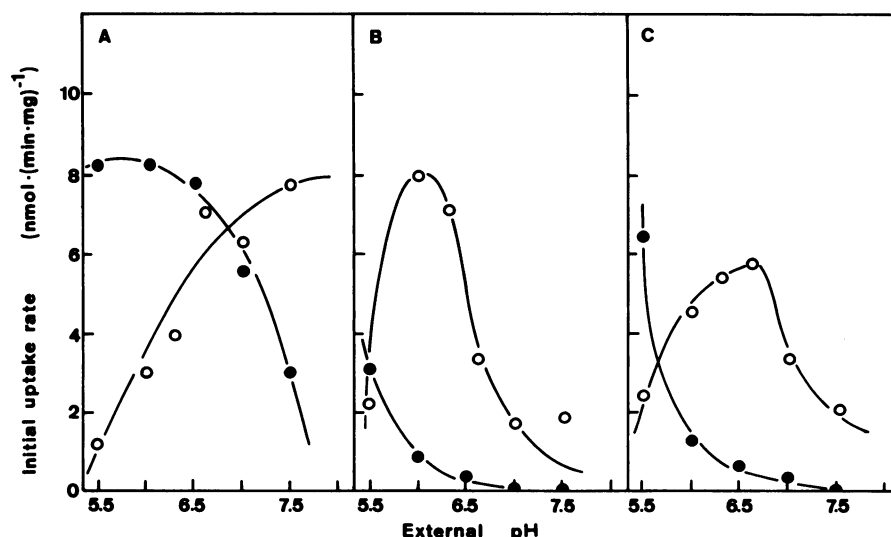 A
B
C
10
8
6
4
2
0
Initial uptake rate (nmol·(min·mg)⁻¹
5.5 6.5 7.5 5.5 6.5 7.5 5.5 6.5 7.5
External pH